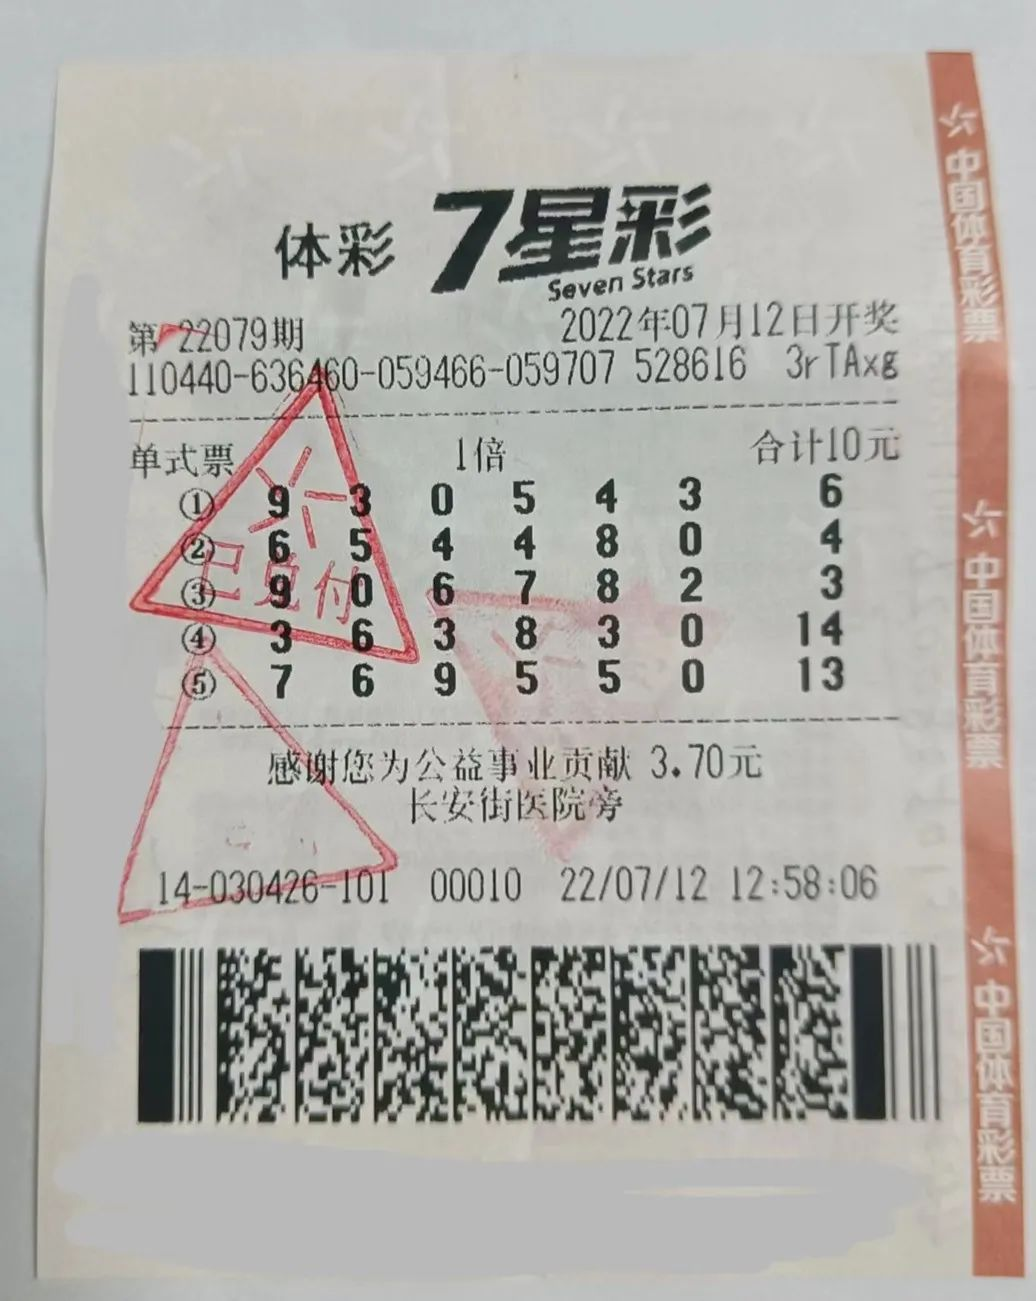 体彩 7星彩
Seven Stars
第 22079期 2022年07月12日开奖
110440-636460-059466-059707 528616 3rTAxg
单式票 1倍 合计10元
① 9 3 0 5 4 3 6
② 6 5 4 4 8 0 4
③ 9 0 6 7 8 2 3
④ 3 6 3 8 3 0 14
⑤ 7 6 9 5 5 0 13
已兑付
感谢您为公益事业贡献 3.70元
长安街医院旁
14-030426-101 00010 22/07/12 12:58:06
中国体育彩票
中国体育彩票
中国体育彩票